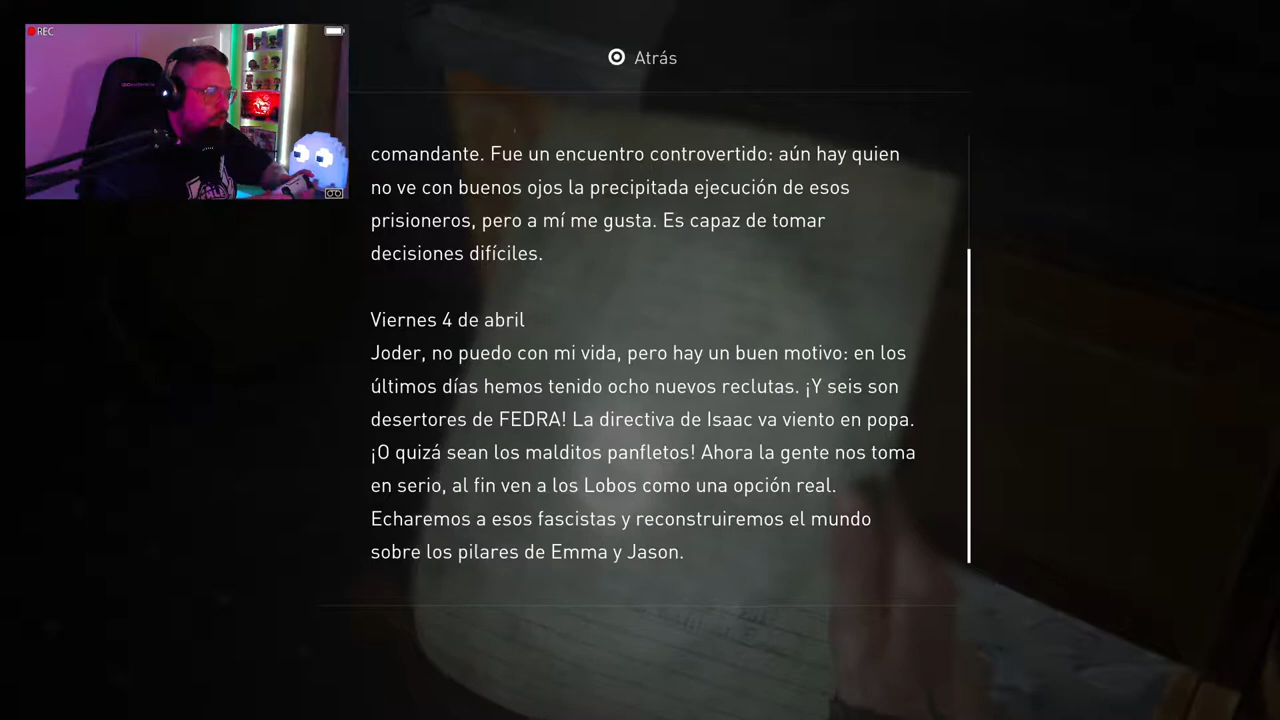 REC
Atrás
comandante. Fue un encuentro controvertido: aún hay quien
no ve con buenos ojos la precipitada ejecución de esos
prisioneros, pero a mí me gusta. Es capaz de tomar
decisiones difíciles.
Viernes 4 de abril
Joder, no puedo con mi vida, pero hay un buen motivo: en los
últimos días hemos tenido ocho nuevos reclutas. ¡Y seis son
desertores de FEDRA! La directiva de Isaac va viento en popa.
¡O quizá sean los malditos panfletos! Ahora la gente nos toma
en serio, al fin ven a los Lobos como una opción real.
Echaremos a esos fascistas y reconstruiremos el mundo
sobre los pilares de Emma y Jason.